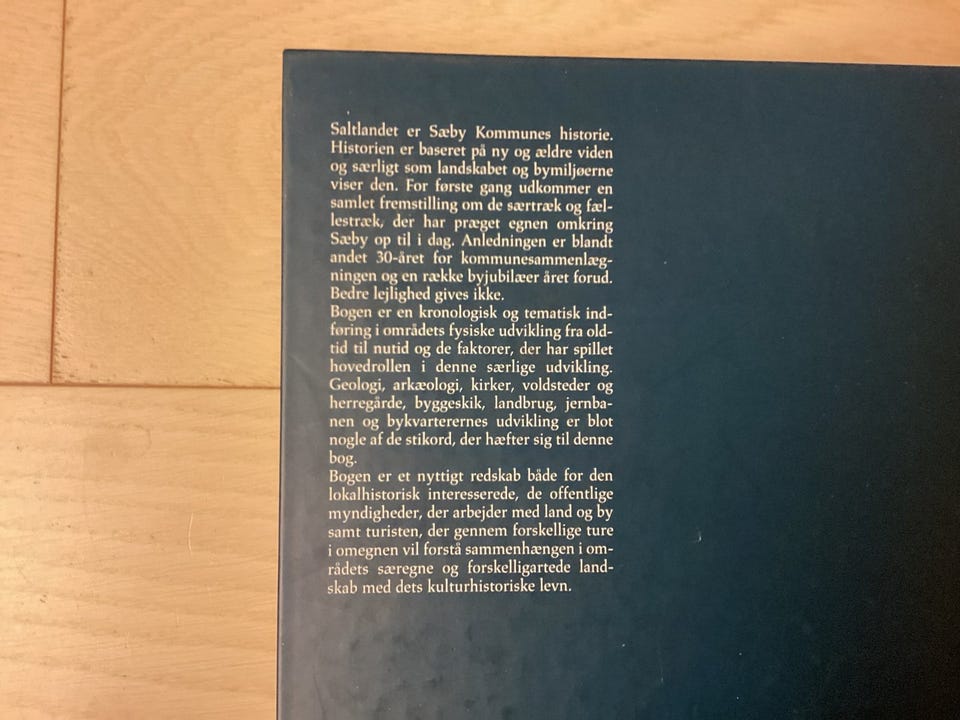 Saltlandet er Sæby Kommunes historie.
Historien er baseret på ny og ældre viden
og særligt som landskabet og bymiljøerne
viser den. For første gang udkommer en
samlet fremstilling om de særtræk og fæl-
lestræk, der har præget egnen omkring
Sæby op til i dag. Anledningen er blandt
andet 30-året for kommunesammenlæg-
ningen og en række byjubilæer året forud.
Bedre lejlighed gives ikke.
Bogen er en kronologisk og tematisk ind-
føring i områdets fysiske udvikling fra old-
tid til nutid og de faktorer, der har spillet
hovedrollen i denne særlige udvikling.
Geologi, arkæologi, kirker, voldsteder og
herregårde, byggeskik, landbrug, jernba-
nen og bykvarterernes udvikling er blot
nogle af de stikord, der hæfter sig til denne
bog.
Bogen er et nyttigt redskab både for den
lokalhistorisk interesserede, de offentlige
myndigheder, der arbejder med land og by
samt turisten, der gennem forskellige ture
i omegnen vil forstå sammenhængen i om-
rådets særegne og forskelligartede land-
skab med dets kulturhistoriske levn.